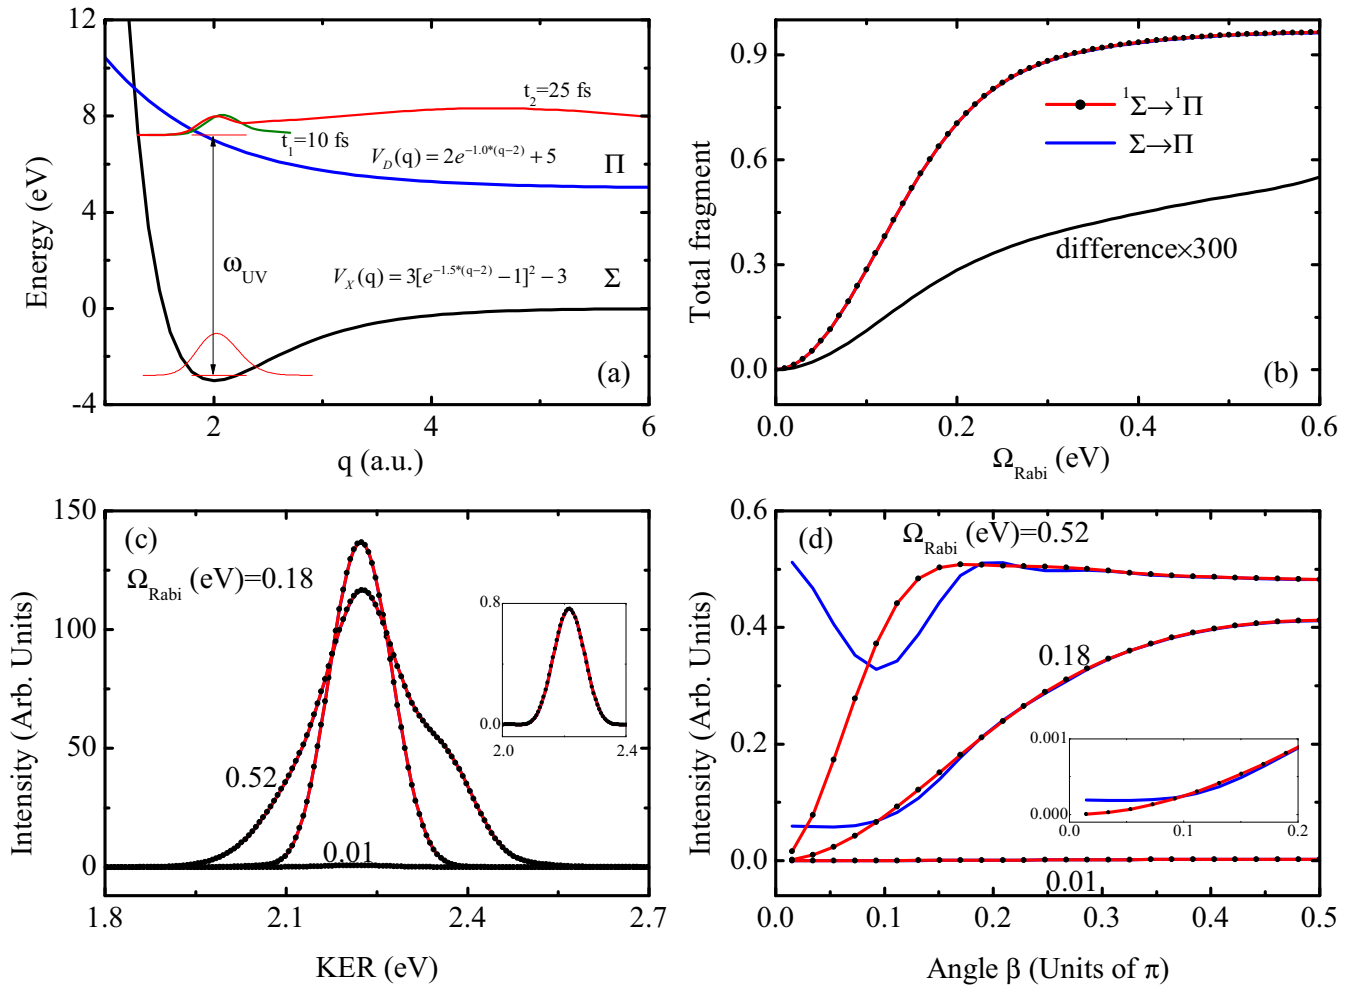 12
8
4
0
-4
Energy (eV)
t₂=25 fs
t₁=10 fs
V_D(q) = 2e^{-1.0*(q-2)} + 5
Π
ω_UV
V_X(q) = 3[e^{-1.5*(q-2)} − 1]² − 3
Σ
(a)
2
4
6
q (a.u.)
0.9
0.6
0.3
0.0
Total fragment
¹Σ→¹Π
Σ→Π
difference×300
(b)
0.0
0.2
0.4
0.6
Ω_Rabi (eV)
150
100
50
0
Intensity (Arb. Units)
(c)
Ω_Rabi (eV)=0.18
0.52
0.01
0.8
0.0
2.0
2.4
1.8
2.1
2.4
2.7
KER (eV)
0.6
0.4
0.2
0.0
Intensity (Arb. Units)
(d)
Ω_Rabi (eV)=0.52
0.18
0.001
0.000
0.0
0.1
0.2
0.01
0.0
0.1
0.2
0.3
0.4
0.5
Angle β (Units of π)